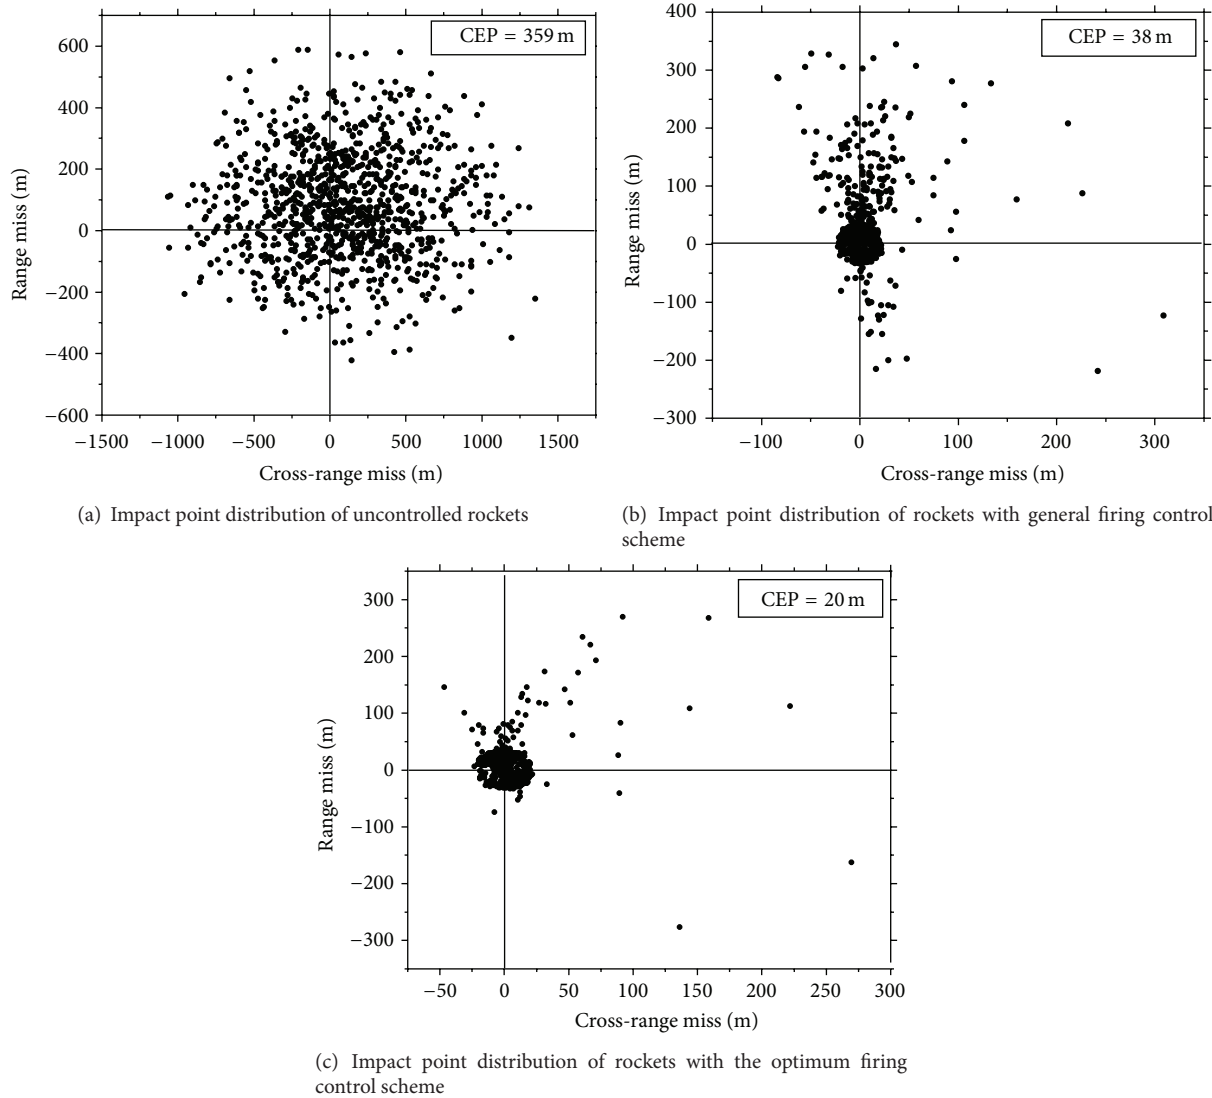 CEP = 359 m
600
400
200
0
−200
−400
−600
Range miss (m)
−1500 −1000 −500 0 500 1000 1500
Cross-range miss (m)
(a) Impact point distribution of uncontrolled rockets
CEP = 38 m
400
300
200
100
0
−100
−200
−300
Range miss (m)
−100 0 100 200 300
Cross-range miss (m)
(b) Impact point distribution of rockets with general firing control
scheme
CEP = 20 m
300
200
100
0
−100
−200
−300
Range miss (m)
−50 0 50 100 150 200 250 300
Cross-range miss (m)
(c) Impact point distribution of rockets with the optimum firing
control scheme